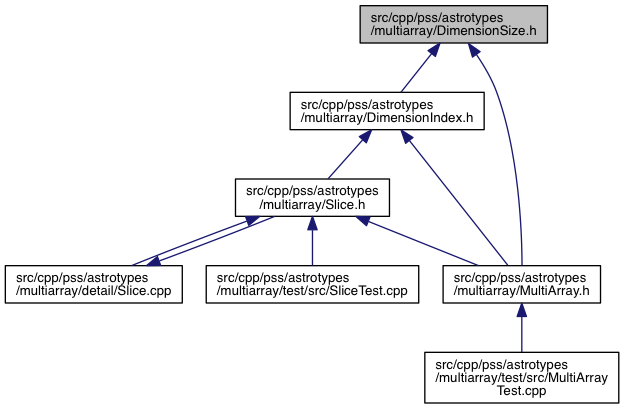 src/cpp/pss/astrotypes
/multiarray/DimensionSize.h
src/cpp/pss/astrotypes
/multiarray/DimensionIndex.h
src/cpp/pss/astrotypes
/multiarray/Slice.h
src/cpp/pss/astrotypes
/multiarray/detail/Slice.cpp
src/cpp/pss/astrotypes
/multiarray/test/src/SliceTest.cpp
src/cpp/pss/astrotypes
/multiarray/MultiArray.h
src/cpp/pss/astrotypes
/multiarray/test/src/MultiArray
Test.cpp